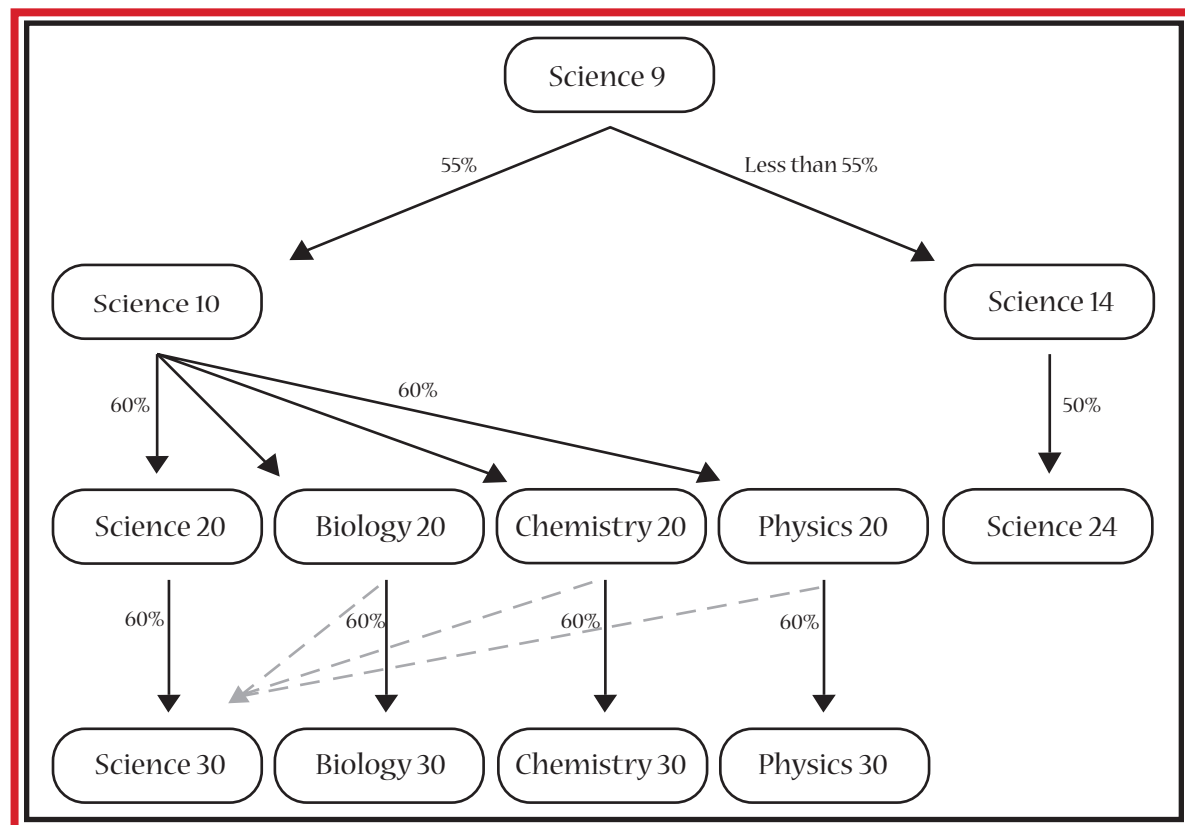 Science 9
55%
Less than 55%
Science 10
Science 14
60%
60%
50%
Science 20
Biology 20
Chemistry 20
Physics 20
Science 24
60%
60%
60%
60%
Science 30
Biology 30
Chemistry 30
Physics 30